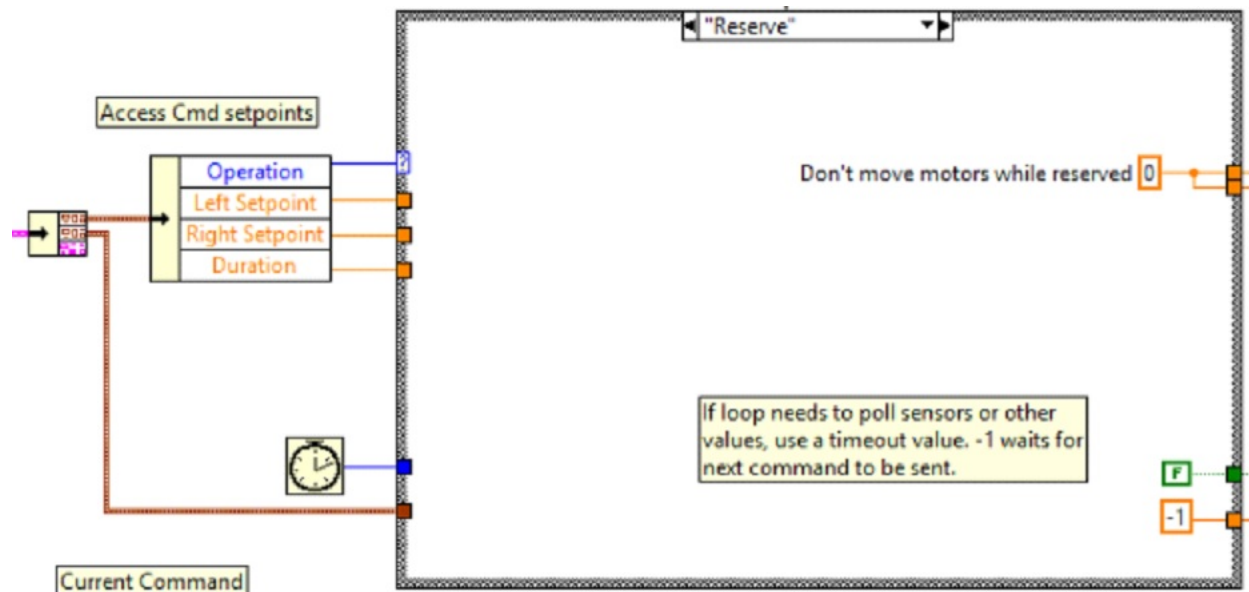 "Reserve"
Access Cmd setpoints
Operation
Left Setpoint
Right Setpoint
Duration
?
Don't move motors while reserved 0
If loop needs to poll sensors or other
values, use a timeout value. -1 waits for
next command to be sent.
F
-1
Current Command